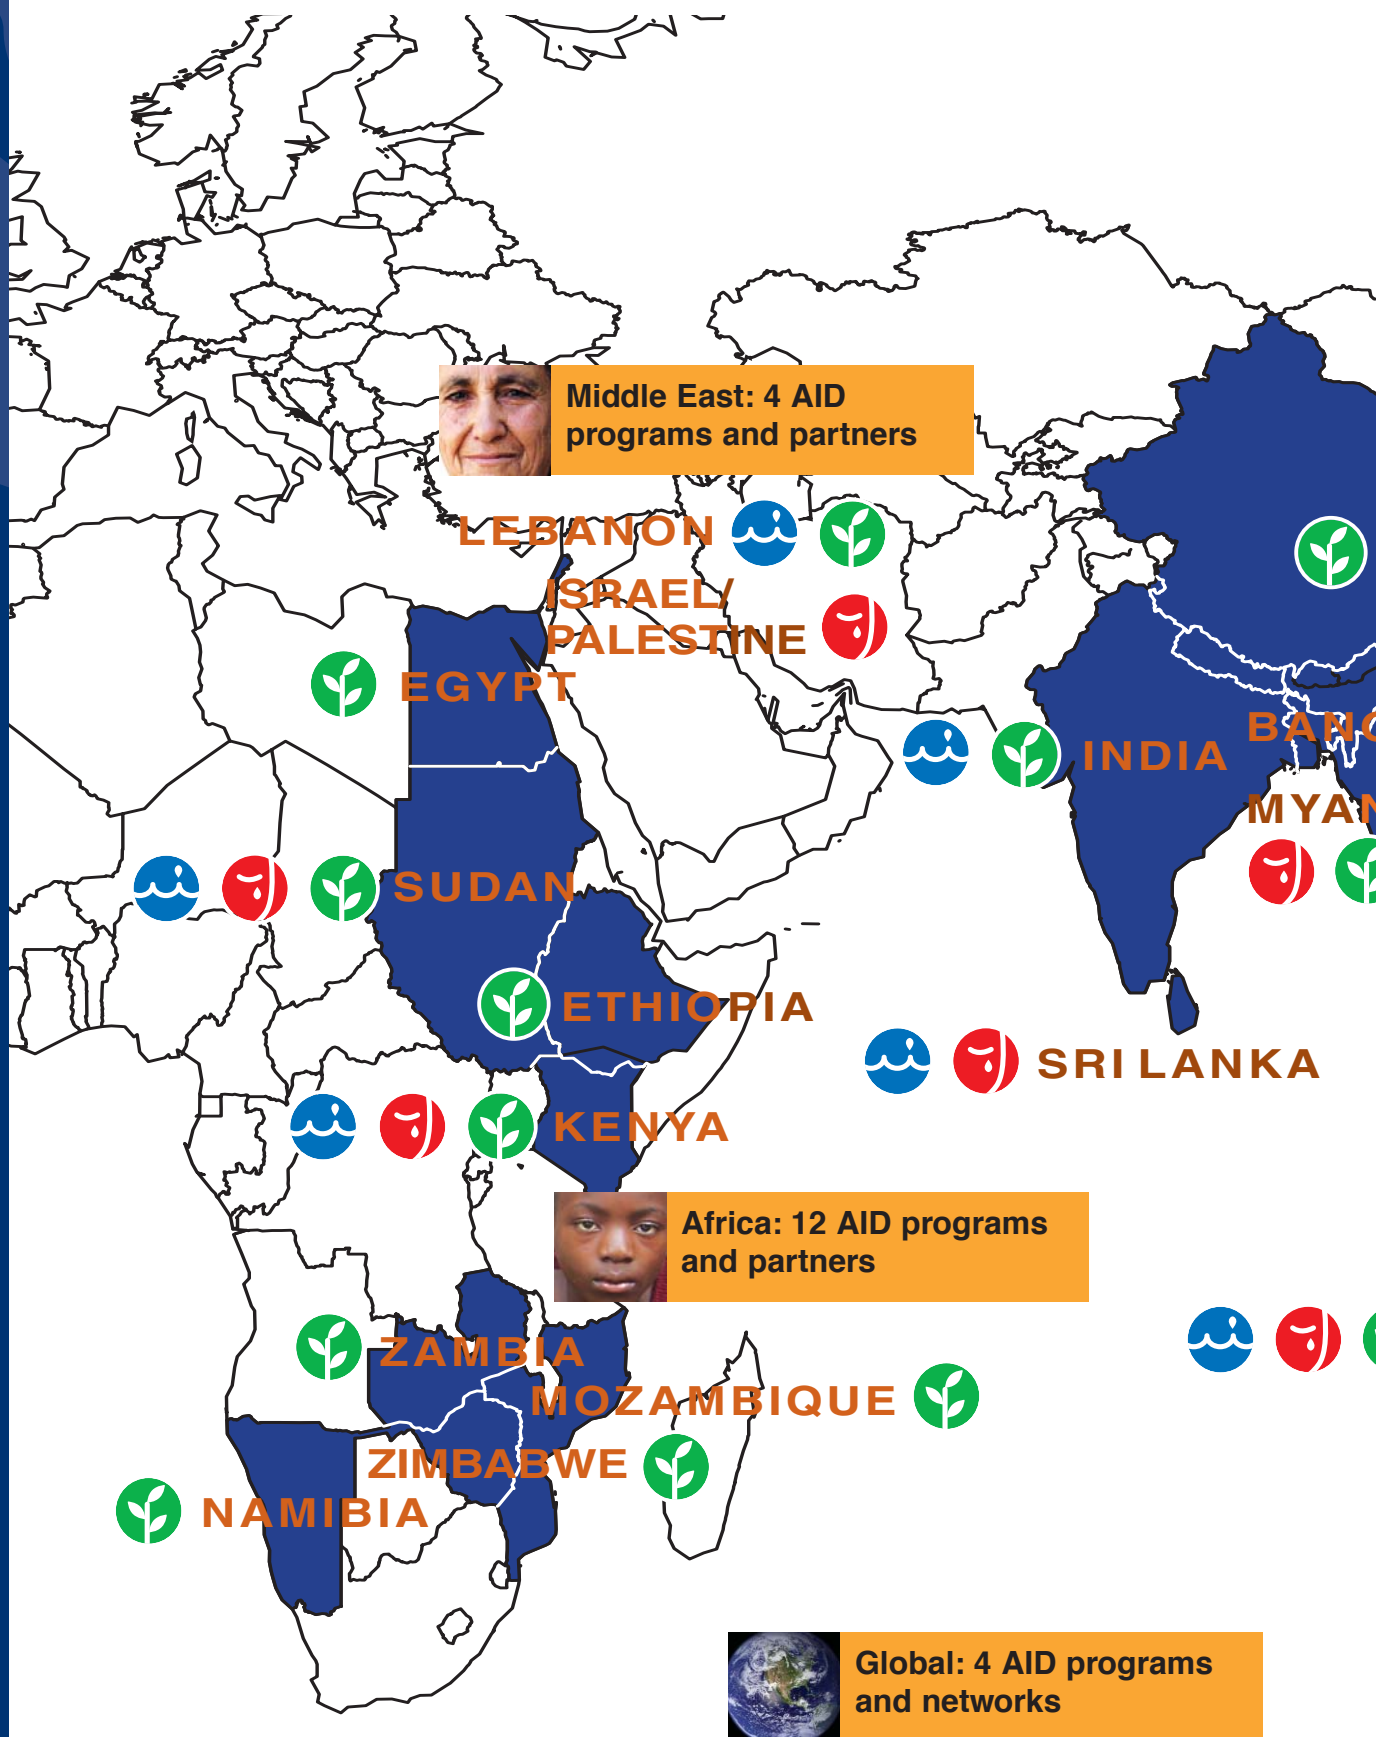 Middle East: 4 AID
programs and partners
LEBANON
ISRAEL/
PALESTINE
EGYPT
INDIA
SUDAN
ETHIOPIA
SRI LANKA
KENYA
Africa: 12 AID programs
and partners
ZAMBIA
MOZAMBIQUE
ZIMBABWE
NAMIBIA
Global: 4 AID programs
and networks